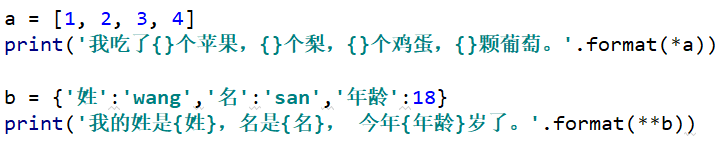 a = [1, 2, 3, 4]
print('我吃了{}个苹果，{}个梨，{}个鸡蛋，{}颗葡萄。'.format(*a))
b = {'姓':'wang','名':'san','年龄':18}
print('我的姓是{姓}，名是{名}， 今年{年龄}岁了。'.format(**b))